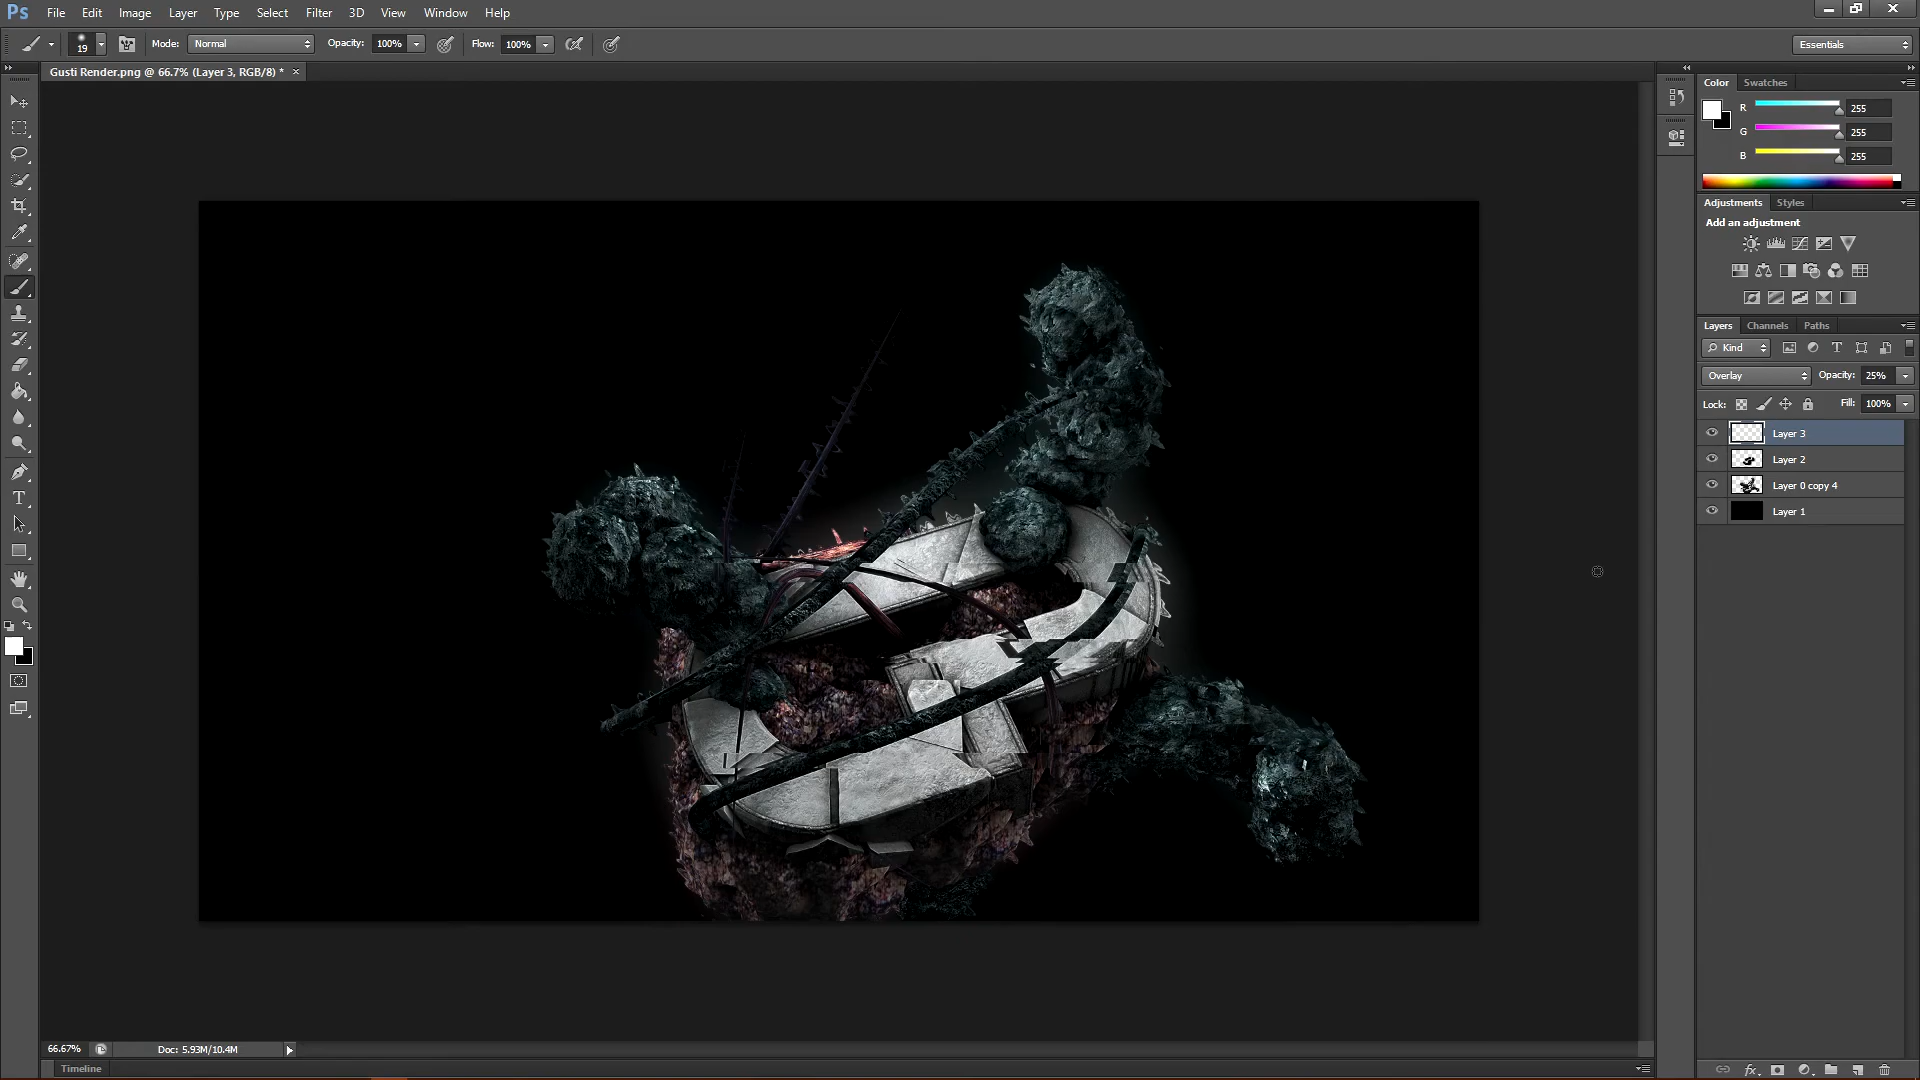 Ps File Edit Image Layer Type Select Filter 3D View Window Help
19 Mode: Normal Opacity: 100% Flow: 100% Essentials
Gusti Render.png @ 66.7% (Layer 3, RGB/8) *
Color Swatches
R 255
G 255
B 255
Adjustments Styles
Add an adjustment
Layers Channels Paths
Kind
Overlay Opacity: 25%
Lock: Fill: 100%
Layer 3
Layer 2
Layer 0 copy 4
Layer 1
66.67% Doc: 5.93M/10.4M
Timeline